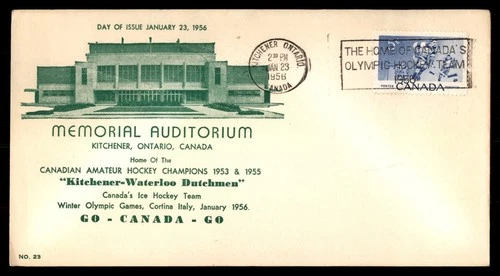 DAY OF ISSUE JANUARY 23, 1956
MEMORIAL AUDITORIUM
KITCHENER, ONTARIO, CANADA
Home Of The
CANADIAN AMATEUR HOCKEY CHAMPIONS 1953 & 1955
"Kitchener-Waterloo Dutchmen"
Canada's Ice Hockey Team
Winter Olympic Games, Cortina Italy, January 1956.
GO - CANADA - GO
NO. 23
KITCHENER ONTARIO
PM
JAN 23
1956
CANADA
THE HOME OF CANADA'S
OLYMPIC HOCKEY TEAM
1956
CANADA